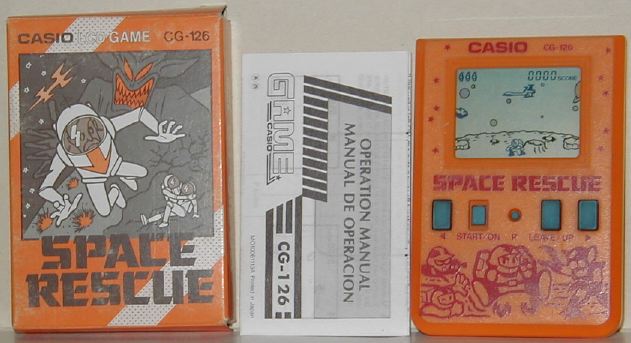 CASIO LCD GAME CG-126
SPACE
RESCUE
GAME
CASIO
OPERATION MANUAL
MANUAL DE OPERACION
CG-126
CASIO CG-126
0000 SCORE
SPACE RESCUE
START/ON R LEAVE/UP